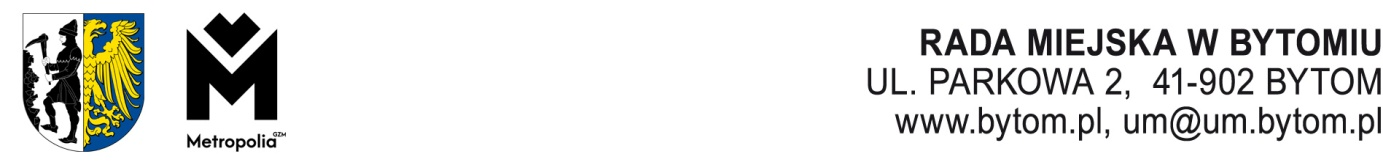 RADA MIEJSKA W BYTOMIU
UL. PARKOWA 2, 41-902 BYTOM
www.bytom.pl, um@um.bytom.pl
Metropolia GZM